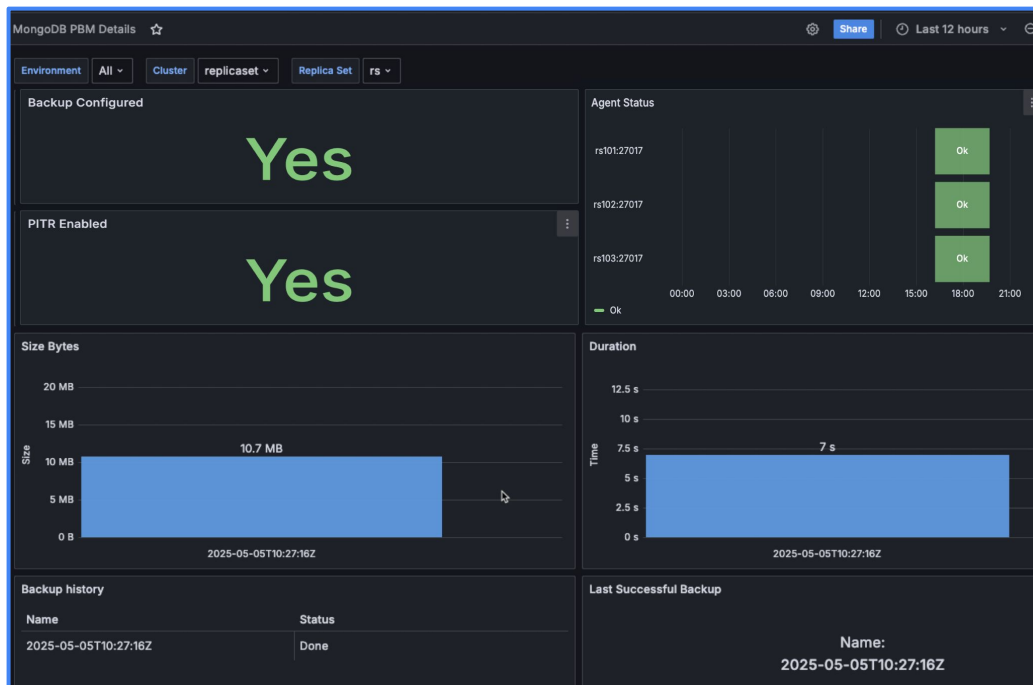 MongoDB PBM Details
Share
Last 12 hours
Environment All Cluster replicaset Replica Set rs
Backup Configured
Yes
PITR Enabled
Yes
Agent Status
rs101:27017
Ok
rs102:27017
Ok
rs103:27017
Ok
00:00 03:00 06:00 09:00 12:00 15:00 18:00 21:00
Ok
Size Bytes
20 MB
15 MB
10 MB
5 MB
0 B
Size
10.7 MB
2025-05-05T10:27:16Z
Duration
12.5 s
10 s
7.5 s
5 s
2.5 s
0 s
Time
7 s
2025-05-05T10:27:16Z
Backup history
Name Status
2025-05-05T10:27:16Z Done
Last Successful Backup
Name:
2025-05-05T10:27:16Z